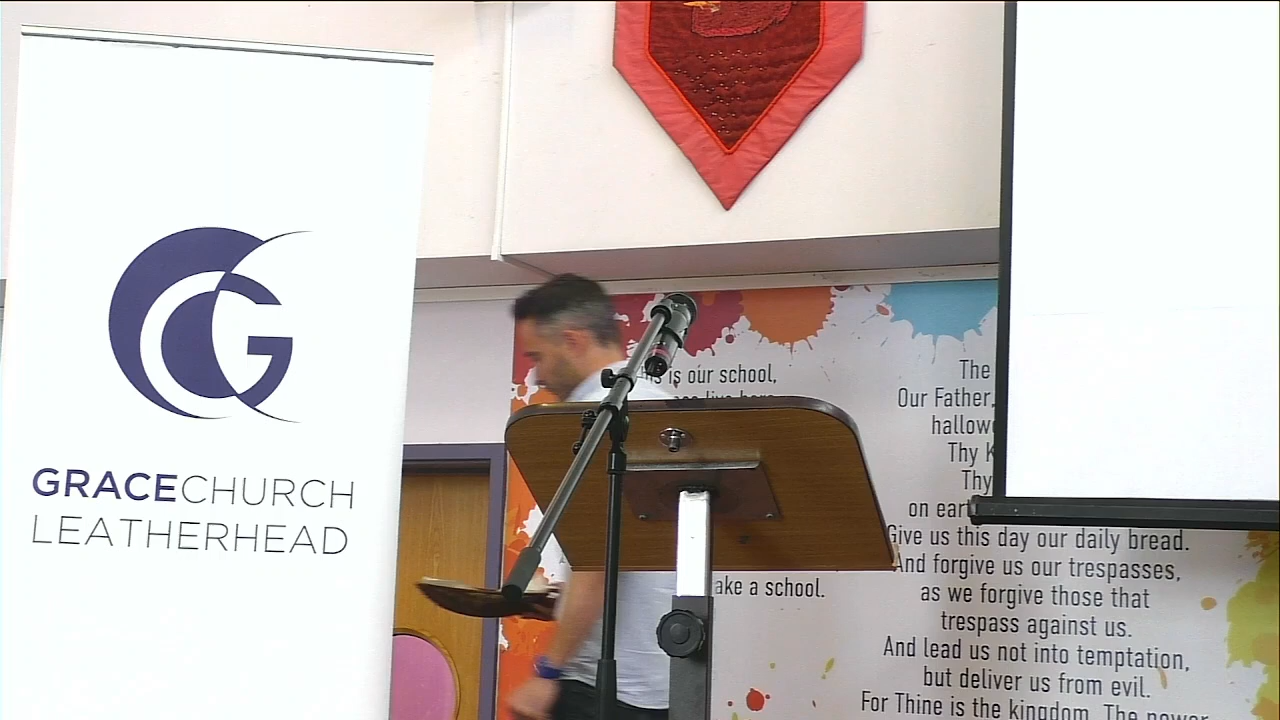 GRACECHURCH
LEATHERHEAD
is our school,
ake a school.
The
Our Father,
hallow
Thy K
Thy
on eart
Give us this day our daily bread.
And forgive us our trespasses,
as we forgive those that
trespass against us.
And lead us not into temptation,
but deliver us from evil.
For Thine is the kingdom, The power